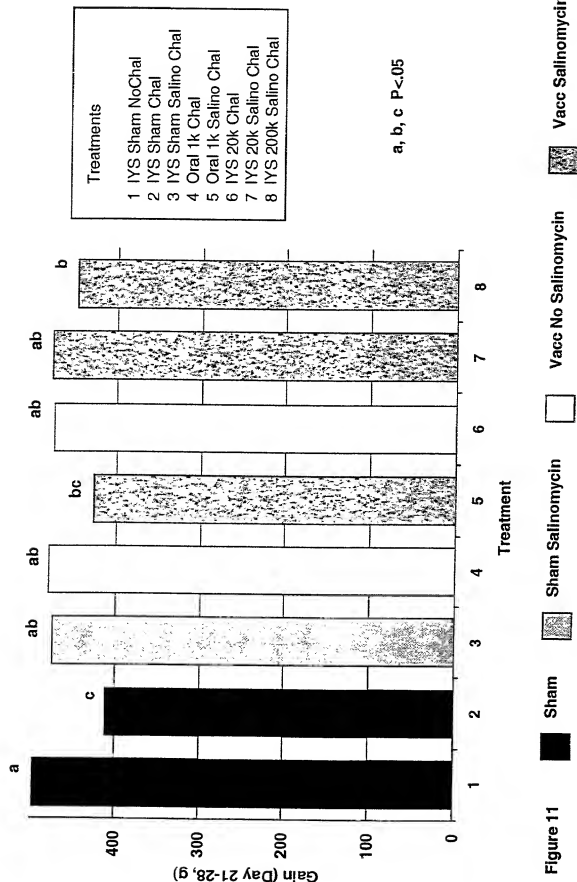 Treatments
1 IYS Sham NoChal
2 IYS Sham Chal
3 IYS Sham Salino Chal
4 Oral 1k Chal
5 Oral 1k Salino Chal
6 IYS 20k Chal
7 IYS 20k Salino Chal
8 IYS 200k Salino Chal
a, b, c P<.05
a
c
ab
ab
bc
ab
ab
b
Gain (Day 21-28, g)
400
300
200
100
0
1
2
3
4
5
6
7
8
Treatment
Figure 11
Sham
Sham Salinomycin
Vacc No Salinomycin
Vacc Salinomycin